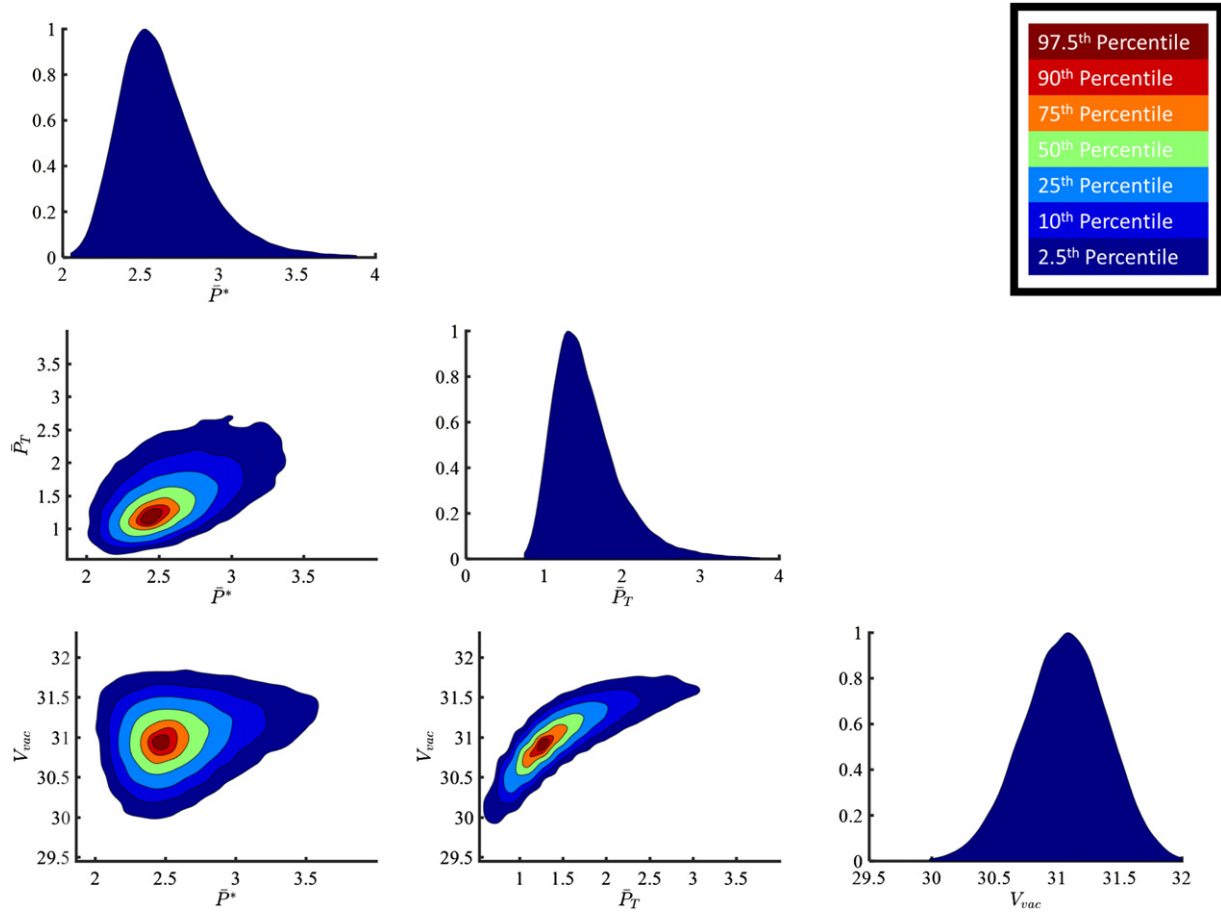 1
0.8
0.6
0.4
0.2
0
2 2.5 3 3.5 4
P̄*
97.5th Percentile
90th Percentile
75th Percentile
50th Percentile
25th Percentile
10th Percentile
2.5th Percentile
3.5
3
2.5
2
1.5
1
P̄T
2 2.5 3 3.5
P̄*
1
0.8
0.6
0.4
0.2
0
0 1 2 3 4
P̄T
32
31.5
31
30.5
30
29.5
Vvac
2 2.5 3 3.5
P̄*
32
31.5
31
30.5
30
29.5
Vvac
1 1.5 2 2.5 3 3.5
P̄T
1
0.8
0.6
0.4
0.2
0
29.5 30 30.5 31 31.5 32
Vvac